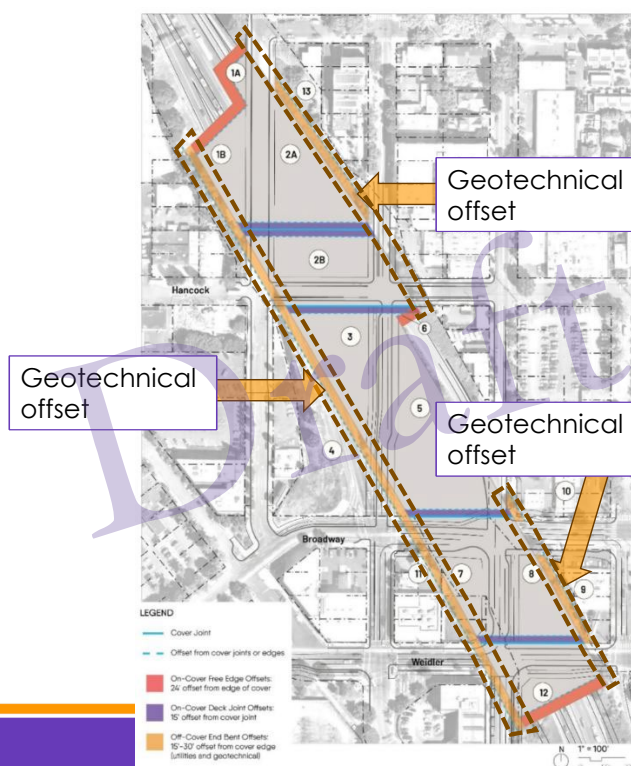 1A
13
1B
2A
Geotechnical
offset
2B
Hancock
3
6
Geotechnical
offset
5
Geotechnical
offset
4
10
Broadway
11
7
8
9
Weidler
12
LEGEND
Cover Joint
Offset from cover joints or edges
On-Cover Free Edge Offsets:
24' offset from edge of cover
On-Cover Deck Joint Offsets:
15' offset from cover joint
Off-Cover End Bent Offsets:
15'-30' offset from cover edge
(utilities and geotechnical)
N 1" = 100'
Draft